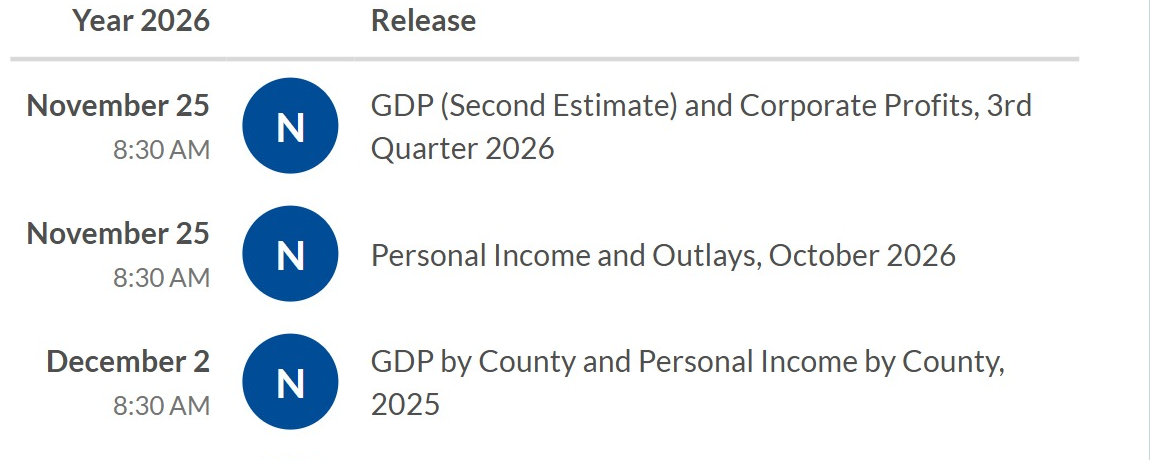 Year 2026 Release
November 25 N GDP (Second Estimate) and Corporate Profits, 3rd
8:30 AM Quarter 2026
November 25
8:30 AM N Personal Income and Outlays, October 2026
December 2 N GDP by County and Personal Income by County,
8:30 AM 2025